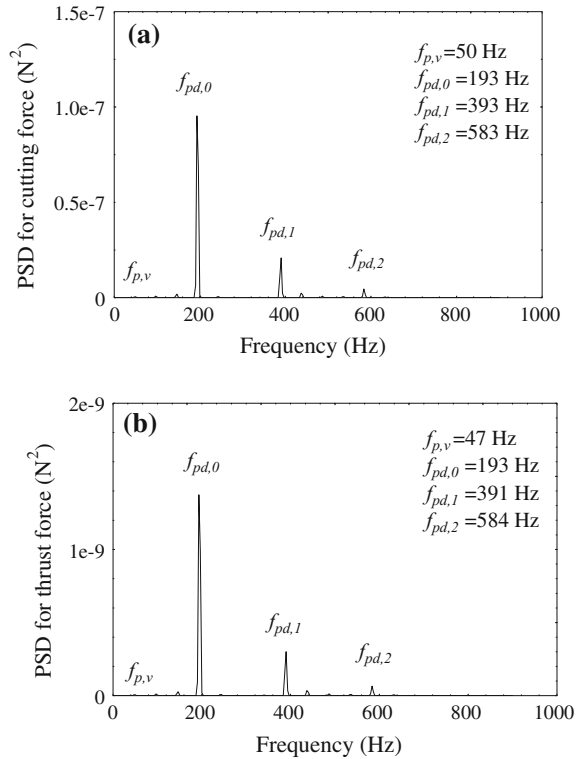 (a)
1.5e-7
1.0e-7
0.5e-7
0
PSD for cutting force (N²)
f_{p,v}=50 Hz
f_{pd,0}=193 Hz
f_{pd,1}=393 Hz
f_{pd,2}=583 Hz
f_{pd,0}
f_{pd,1}
f_{pd,2}
f_{p,v}
0 200 400 600 800 1000
Frequency (Hz)
(b)
2e-9
1e-9
0
PSD for thrust force (N²)
f_{p,v}=47 Hz
f_{pd,0}=193 Hz
f_{pd,1}=391 Hz
f_{pd,2}=584 Hz
f_{pd,0}
f_{pd,1}
f_{pd,2}
f_{p,v}
0 200 400 600 800 1000
Frequency (Hz)